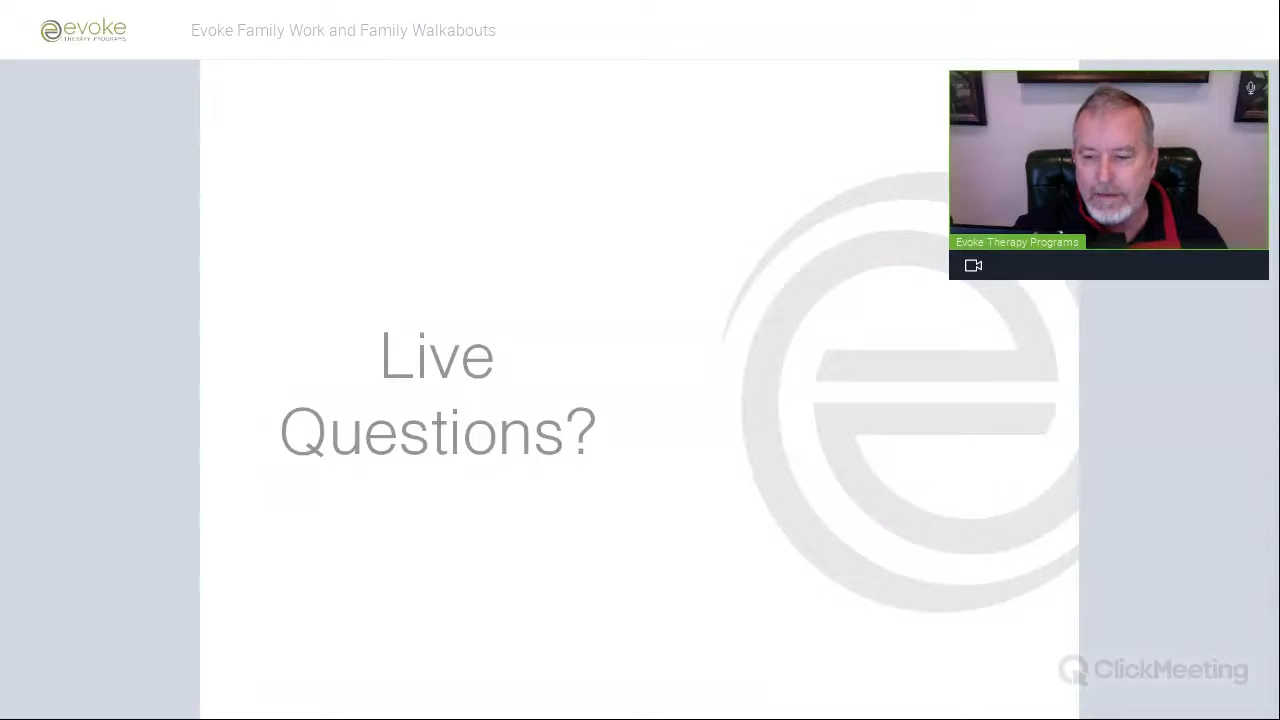 evoke
THERAPY PROGRAMS
Evoke Family Work and Family Walkabouts
Evoke Therapy Programs
Live
Questions?
ClickMeeting